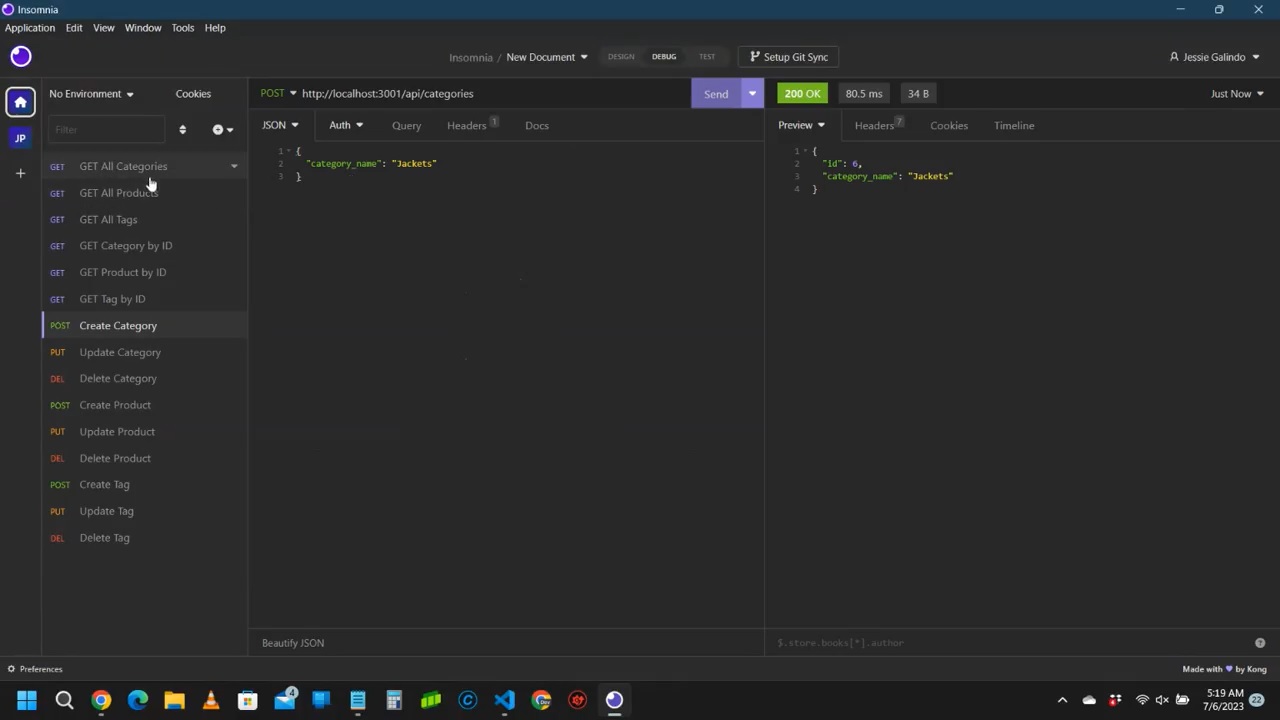 Insomnia
Application Edit View Window Tools Help
Insomnia / New Document DESIGN DEBUG TEST Setup Git Sync Jessie Galindo
No Environment Cookies POST http://localhost:3001/api/categories Send 200 OK 80.5 ms 34 B Just Now
Filter JSON Auth Query Headers 1 Docs Preview Headers 7 Cookies Timeline
JP
1 {
2 "category_name": "Jackets"
3 }
1 {
2 "id": 6,
3 "category_name": "Jackets"
4 }
GET GET All Categories
GET GET All Products
GET GET All Tags
GET GET Category by ID
GET GET Product by ID
GET GET Tag by ID
POST Create Category
PUT Update Category
DEL Delete Category
POST Create Product
PUT Update Product
DEL Delete Product
POST Create Tag
PUT Update Tag
DEL Delete Tag
Beautify JSON $.store.books[*].author
Preferences Made with by Kong
4
5:19 AM
7/6/2023 22